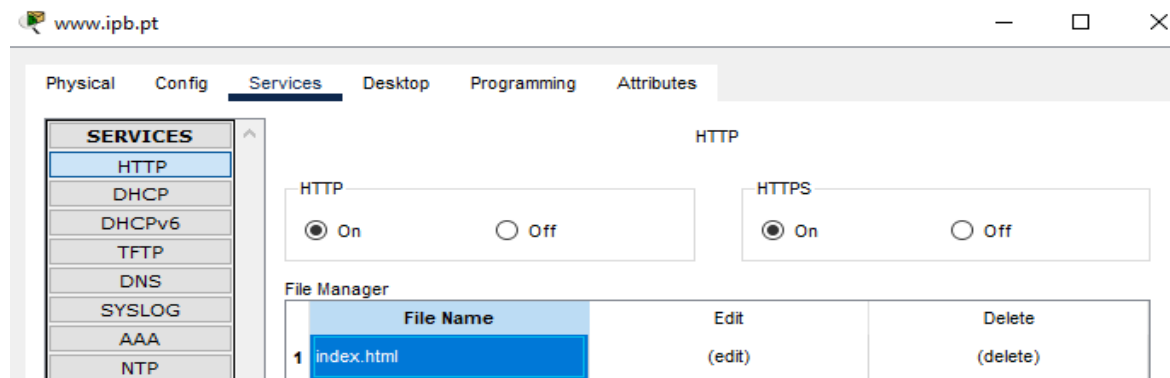 www.ipb.pt
Physical Config Services Desktop Programming Attributes
SERVICES
HTTP
DHCP
DHCPv6
TFTP
DNS
SYSLOG
AAA
NTP
HTTP
HTTP
On Off
HTTPS
On Off
File Manager
File Name Edit Delete
1 index.html (edit) (delete)